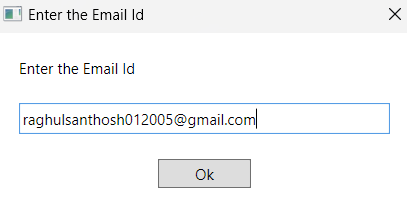 Enter the Email Id
Enter the Email Id
raghulsanthosh012005@gmail.com
Ok